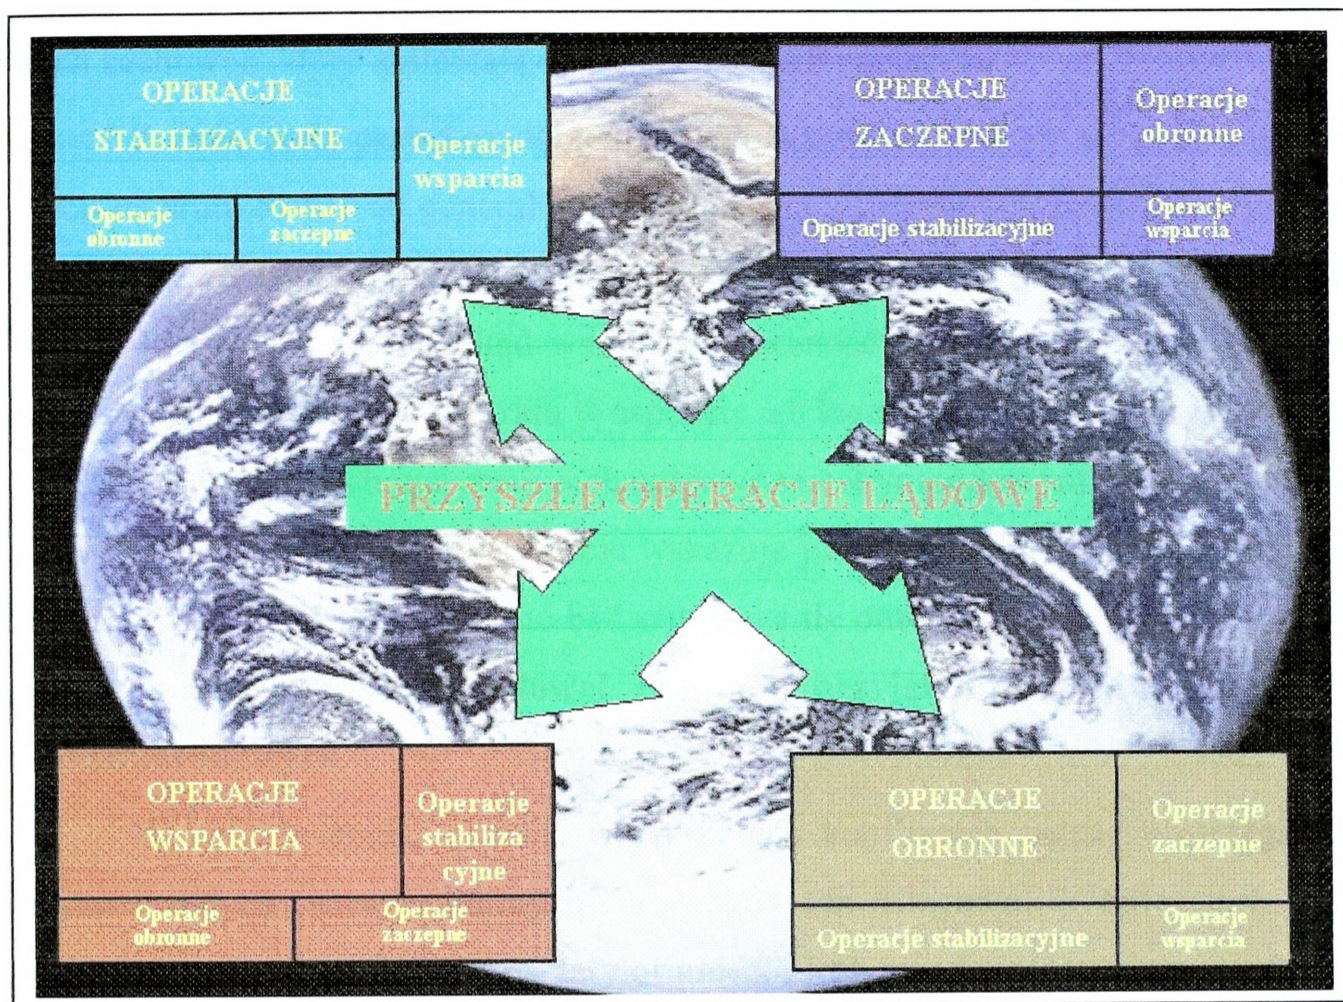 OPERACJE
STABILIZACYJNE
Operacje
wsparcia
Operacje
obronne
Operacje
zaczepne
OPERACJE
ZACZEPNE
Operacje
obronne
Operacje stabilizacyjne
Operacje
wsparcia
PRZYSZŁE OPERACJE LĄDOWE
OPERACJE
WSPARCIA
Operacje
stabiliza
cyjne
Operacje
obronne
Operacje
zaczepne
OPERACJE
OBRONNE
Operacje
zaczepne
Operacje stabilizacyjne
Operacje
wsparcia